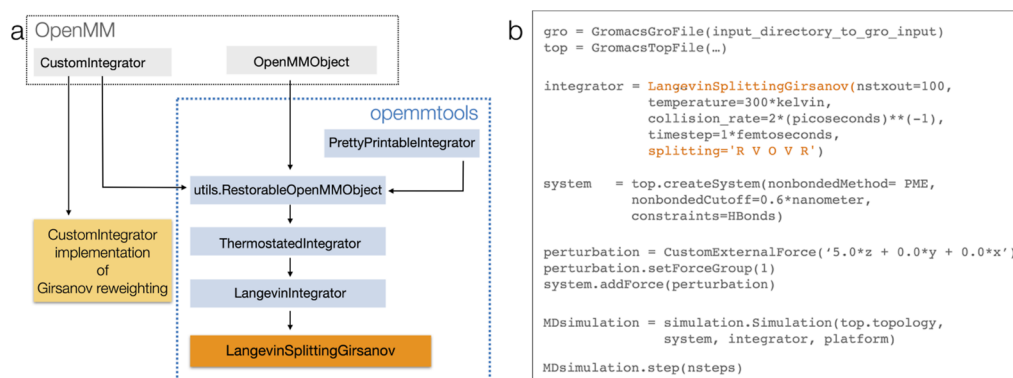 a
OpenMM
CustomIntegrator
OpenMMObject
opemmtools
PrettyPrintableIntegrator
utils.RestorableOpenMMObject
CustomIntegrator
implementation
of
Girsanov reweighting
ThermostatedIntegrator
LangevinIntegrator
LangevinSplittingGirsanov
b
gro = GromacsGroFile(input_directory_to_gro_input)
top = GromacsTopFile(…)
integrator = LangevinSplittingGirsanov(nstxout=100,
temperature=300*kelvin,
collision_rate=2*(picoseconds)**(-1),
timestep=1*femtoseconds,
splitting='R V O V R')
system = top.createSystem(nonbondedMethod= PME,
nonbondedCutoff=0.6*nanometer,
constraints=HBonds)
perturbation = CustomExternalForce(‘5.0*z + 0.0*y + 0.0*x’)
perturbation.setForceGroup(1)
system.addForce(perturbation)
MDsimulation = simulation.Simulation(top.topology,
system, integrator, platform)
MDsimulation.step(nsteps)